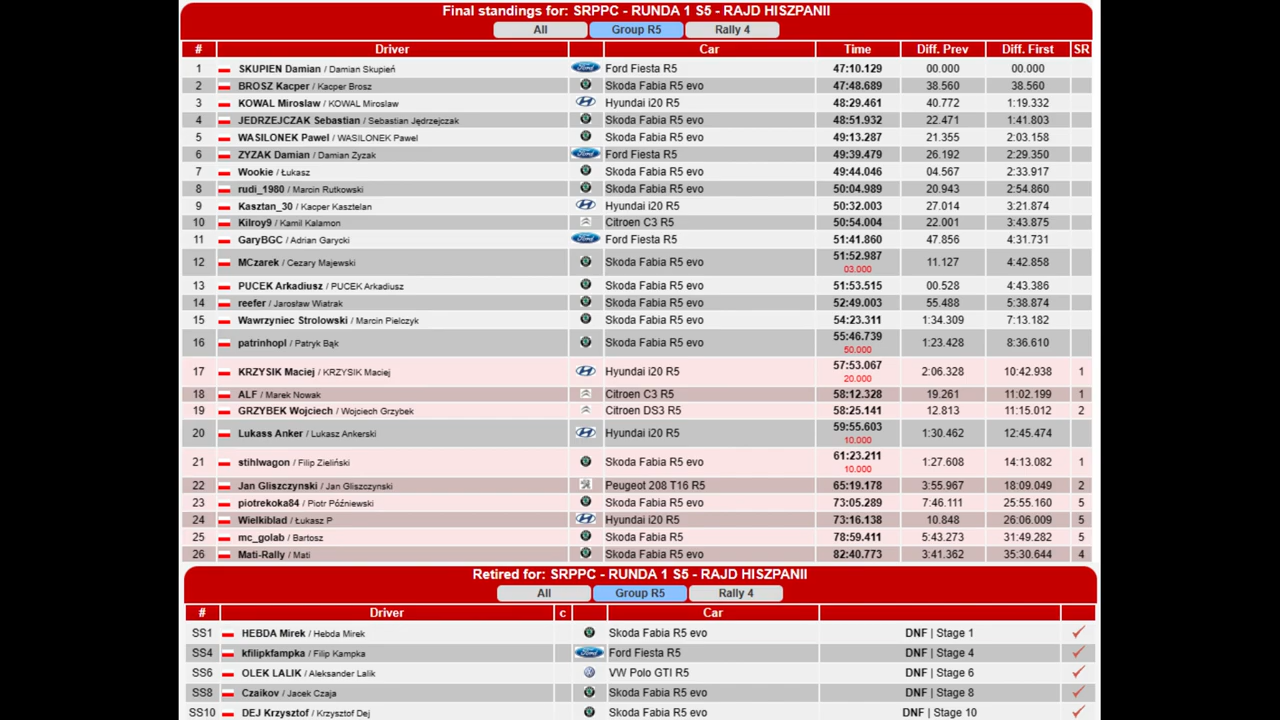 Final standings for: SRPPC - RUNDA 1 S5 - RAJD HISZPANII
All Group R5 Rally 4
# Driver Car Time Diff. Prev Diff. First SR
1 SKUPIEN Damian / Damian Skupień Ford Ford Fiesta R5 47:10.129 00.000 00.000
2 BROSZ Kacper / Kacper Brosz Skoda Fabia R5 evo 47:48.689 38.560 38.560
3 KOWAL Miroslaw / KOWAL Miroslaw Hyundai i20 R5 48:29.461 40.772 1:19.332
4 JEDRZEJCZAK Sebastian / Sebastian Jędrzejczak Skoda Fabia R5 evo 48:51.932 22.471 1:41.803
5 WASILONEK Pawel / WASILONEK Pawel Skoda Fabia R5 evo 49:13.287 21.355 2:03.158
6 ZYZAK Damian / Damian Zyzak Ford Ford Fiesta R5 49:39.479 26.192 2:29.350
7 Wookie / Łukasz Skoda Fabia R5 evo 49:44.046 04.567 2:33.917
8 rudi_1980 / Marcin Rutkowski Skoda Fabia R5 evo 50:04.989 20.943 2:54.860
9 Kasztan_30 / Kacper Kasztelan Hyundai i20 R5 50:32.003 27.014 3:21.874
10 Kilroy9 / Kamil Kalamon Citroen C3 R5 50:54.004 22.001 3:43.875
11 GaryBGC / Adrian Garycki Ford Ford Fiesta R5 51:41.860 47.856 4:31.731
12 MCzarek / Cezary Majewski Skoda Fabia R5 evo 51:52.987 11.127 4:42.858
03.000
13 PUCEK Arkadiusz / PUCEK Arkadiusz Skoda Fabia R5 evo 51:53.515 00.528 4:43.386
14 reefer / Jarosław Wiatrak Skoda Fabia R5 evo 52:49.003 55.488 5:38.874
15 Wawrzyniec Strolowski / Marcin Pielczyk Skoda Fabia R5 evo 54:23.311 1:34.309 7:13.182
16 patrinhopl / Patryk Bąk Skoda Fabia R5 evo 55:46.739 1:23.428 8:36.610
50.000
17 KRZYSIK Maciej / KRZYSIK Maciej Hyundai i20 R5 57:53.067 2:06.328 10:42.938 1
20.000
18 ALF / Marek Nowak Citroen C3 R5 58:12.328 19.261 11:02.199 1
19 GRZYBEK Wojciech / Wojciech Grzybek Citroen DS3 R5 58:25.141 12.813 11:15.012 2
20 Lukass Anker / Lukasz Ankerski Hyundai i20 R5 59:55.603 1:30.462 12:45.474
10.000
21 stihlwagon / Filip Zieliński Skoda Fabia R5 evo 61:23.211 1:27.608 14:13.082 1
10.000
22 Jan Gliszczynski / Jan Gliszczynski Peugeot 208 T16 R5 65:19.178 3:55.967 18:09.049 2
23 piotrekoka84 / Piotr Późniewski Skoda Fabia R5 evo 73:05.289 7:46.111 25:55.160 5
24 Wielkiblad / Łukasz P Hyundai i20 R5 73:16.138 10.848 26:06.009 5
25 mc_golab / Bartosz Skoda Fabia R5 evo 78:59.411 5:43.273 31:49.282 5
26 Mati-Rally / Mati Skoda Fabia R5 evo 82:40.773 3:41.362 35:30.644 4
Retired for: SRPPC - RUNDA 1 S5 - RAJD HISZPANII
All Group R5 Rally 4
# Driver c Car
SS1 HEBDA Mirek / Hebda Mirek Skoda Fabia R5 evo DNF | Stage 1
SS4 kfilipkfampka / Filip Kampka Ford Ford Fiesta R5 DNF | Stage 4
SS6 OLEK LALIK / Aleksander Lalik VW Polo GTI R5 DNF | Stage 6
SS8 Czaikov / Jacek Czaja Skoda Fabia R5 evo DNF | Stage 8
SS10 DEJ Krzysztof / Krzysztof Dej Skoda Fabia R5 evo DNF | Stage 10